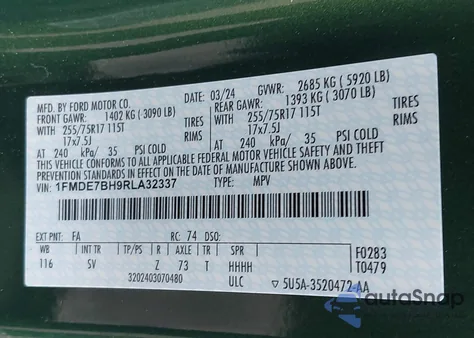 MFD. BY FORD MOTOR CO. DATE: 03/24 GVWR: 2685 KG ( 5920 LB)
FRONT GAWR: 1402 KG ( 3090 LB) REAR GAWR: 1393 KG ( 3070 LB)
WITH 255/75R17 115T TIRES WITH 255/75R17 115T TIRES
17x7.5J RIMS 17x7.5J RIMS
AT 240 kPa/ 35 PSI COLD AT 240 kPa/ 35 PSI COLD
THIS VEHICLE CONFORMS TO ALL APPLICABLE FEDERAL MOTOR VEHICLE SAFETY AND THEFT
PREVENTION STANDARDS IN EFFECT ON THE DATE OF MANUFACTURE SHOWN ABOVE.
VIN: 1FMDE7BH9RLA32337 TYPE: MPV
EXT PNT: FA RC: 74 DSO: F0283
WB INT TR TP/PS R AXLE TR SPR T0479
116 SV Z 73 T HHHH
3202403070480 ULC ▽ 5U5A-3520472-AA
autoSnap